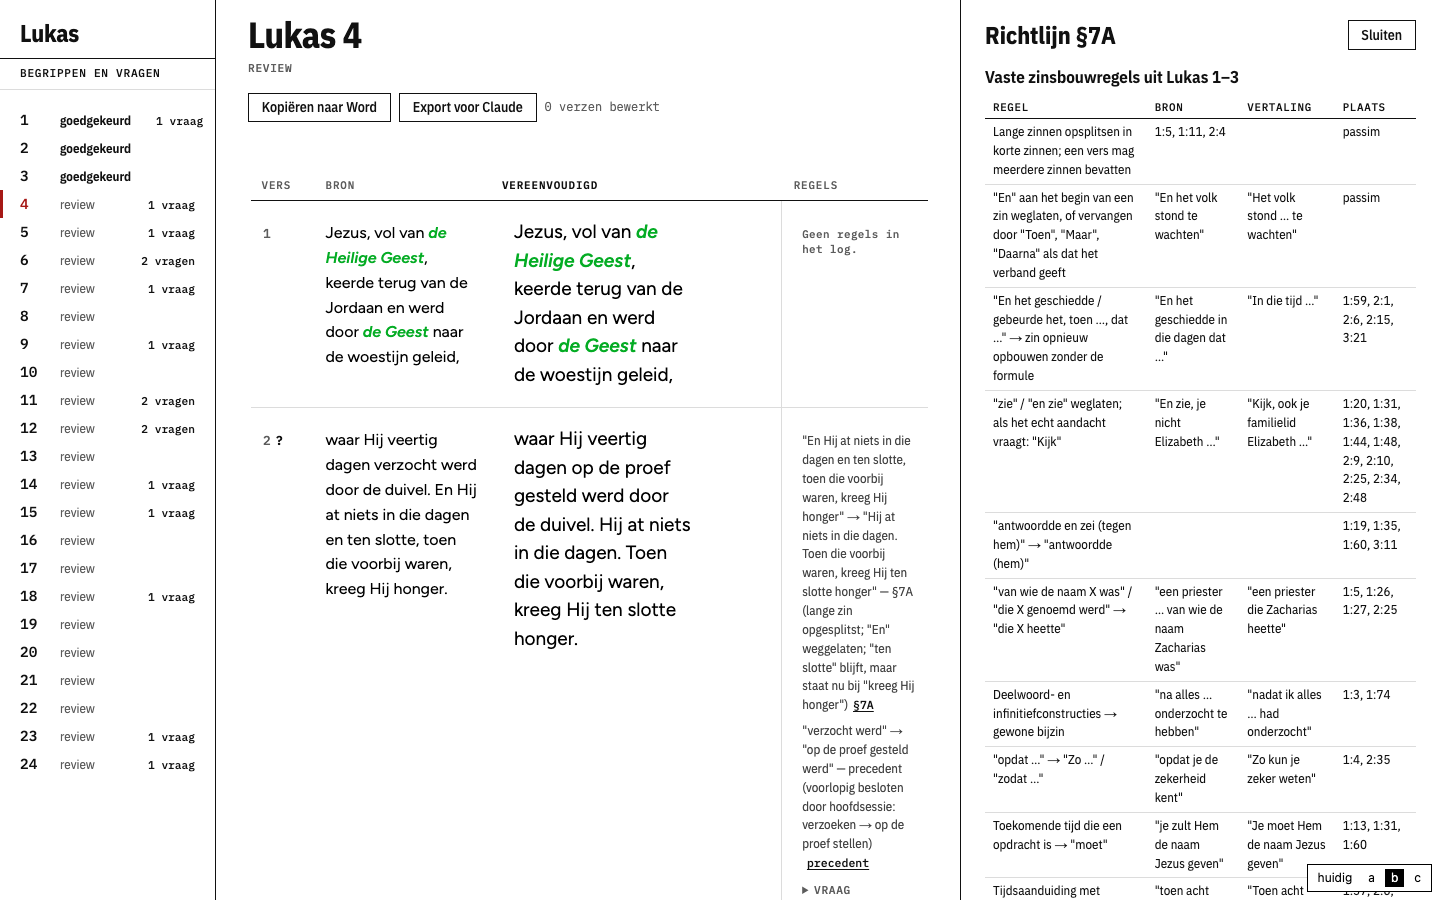 Lukas
BEGRIPPEN EN VRAGEN
1 goedgekeurd 1 vraag
2 goedgekeurd
3 goedgekeurd
4 review 1 vraag
5 review 1 vraag
6 review 2 vragen
7 review 1 vraag
8 review
9 review 1 vraag
10 review
11 review 2 vragen
12 review 2 vragen
13 review
14 review 1 vraag
15 review 1 vraag
16 review
17 review
18 review 1 vraag
19 review
20 review
21 review
22 review
23 review 1 vraag
24 review 1 vraag
Lukas 4
REVIEW
Kopiëren naar Word Export voor Claude 0 verzen bewerkt
VERS BRON VEREENVOUDIGD REGELS
1
Jezus, vol van de
Heilige Geest,
keerde terug van de
Jordaan en werd
door de Geest naar
de woestijn geleid,
Jezus, vol van de
Heilige Geest,
keerde terug van de
Jordaan en werd
door de Geest naar
de woestijn geleid,
Geen regels in
het log.
2 ?
waar Hij veertig
dagen verzocht werd
door de duivel. En Hij
at niets in die dagen
en ten slotte, toen
die voorbij waren,
kreeg Hij honger.
waar Hij veertig
dagen op de proef
gesteld werd door
de duivel. Hij at niets
in die dagen. Toen
die voorbij waren,
kreeg Hij ten slotte
honger.
"En Hij at niets in die
dagen en ten slotte,
toen die voorbij
waren, kreeg Hij
honger" → "Hij at
niets in die dagen.
Toen die voorbij
waren, kreeg Hij ten
slotte honger" — §7A
(lange zin
opgesplitst; "En"
weggelaten; "ten
slotte" blijft, maar
staat nu bij "kreeg Hij
honger") §7A
"verzocht werd" →
"op de proef gesteld
werd" — precedent
(voorlopig besloten
door hoofdsessie:
verzoeken → op de
proef stellen)
precedent
▶ VRAAG
Richtlijn §7A
Sluiten
Vaste zinsbouwregels uit Lukas 1–3
REGEL BRON VERTALING PLAATS
Lange zinnen opsplitsen in
korte zinnen; een vers mag
meerdere zinnen bevatten
1:5, 1:11, 2:4
passim
"En" aan het begin van een
zin weglaten, of vervangen
door "Toen", "Maar",
"Daarna" als dat het
verband geeft
"En het volk
stond te
wachten"
"Het volk
stond ... te
wachten"
passim
"En het geschiedde /
gebeurde het, toen ..., dat
..." → zin opnieuw
opbouwen zonder de
formule
"En het
geschiedde in
die dagen dat
..."
"In die tijd ..."
1:59, 2:1,
2:6, 2:15,
3:21
"zie" / "en zie" weglaten;
als het echt aandacht
vraagt: "Kijk"
"En zie, je
nicht
Elizabeth ..."
"Kijk, ook je
familielid
Elizabeth ..."
1:20, 1:31,
1:36, 1:38,
1:44, 1:48,
2:9, 2:10,
2:25, 2:34,
2:48
"antwoordde en zei (tegen
hem)" → "antwoordde
(hem)"
1:19, 1:35,
1:60, 3:11
"van wie de naam X was" /
"die X genoemd werd" →
"die X heette"
"een priester
... van wie de
naam
Zacharias
was"
"een priester
die Zacharias
heette"
1:5, 1:26,
1:27, 2:25
Deelwoord- en
infinitiefconstructies →
gewone bijzin
"na alles ...
onderzocht te
hebben"
"nadat ik alles
... had
onderzocht"
1:3, 1:74
"opdat ..." → "Zo ..." /
"zodat ..."
"opdat je de
zekerheid
kent"
"Zo kun je
zeker weten"
1:4, 2:35
Toekomende tijd die een
opdracht is → "moet"
"je zult Hem
de naam
Jezus geven"
"Je moet Hem
de naam Jezus
geven"
1:13, 1:31,
1:60
Tijdsaanduiding met
"toen acht
"Toen acht
huidig a b c